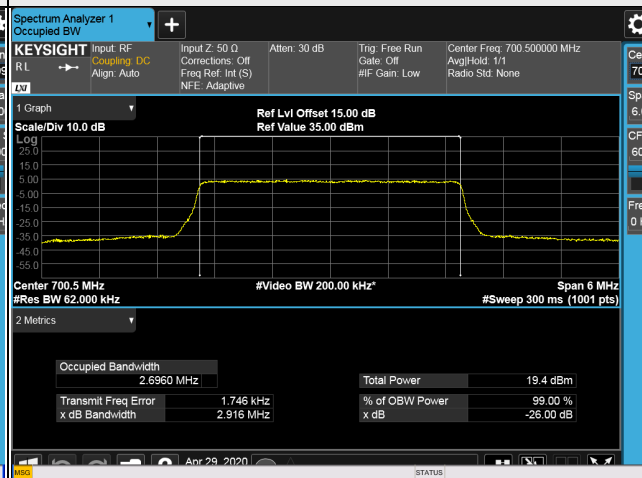 Spectrum Analyzer 1
Occupied BW
KEYSIGHT
RL
LXI
Input: RF
Coupling: DC
Align: Auto
Input Z: 50 Ω
Corrections: Off
Freq Ref: Int (S)
NFE: Adaptive
Atten: 30 dB
Trig: Free Run
Gate: Off
#IF Gain: Low
Center Freq: 700.500000 MHz
Avg|Hold: 1/1
Radio Std: None
1 Graph
Scale/Div 10.0 dB
Ref Lvl Offset 15.00 dB
Ref Value 35.00 dBm
Log
25.0
15.0
5.00
-5.00
-15.0
-25.0
-35.0
-45.0
-55.0
Center 700.5 MHz
#Res BW 62.000 kHz
#Video BW 200.00 kHz*
Span 6 MHz
#Sweep 300 ms (1001 pts)
2 Metrics
Occupied Bandwidth
2.6960 MHz
Total Power 19.4 dBm
Transmit Freq Error 1.746 kHz
x dB Bandwidth 2.916 MHz
% of OBW Power 99.00 %
x dB -26.00 dB
Apr 29, 2020
MSG
STATUS